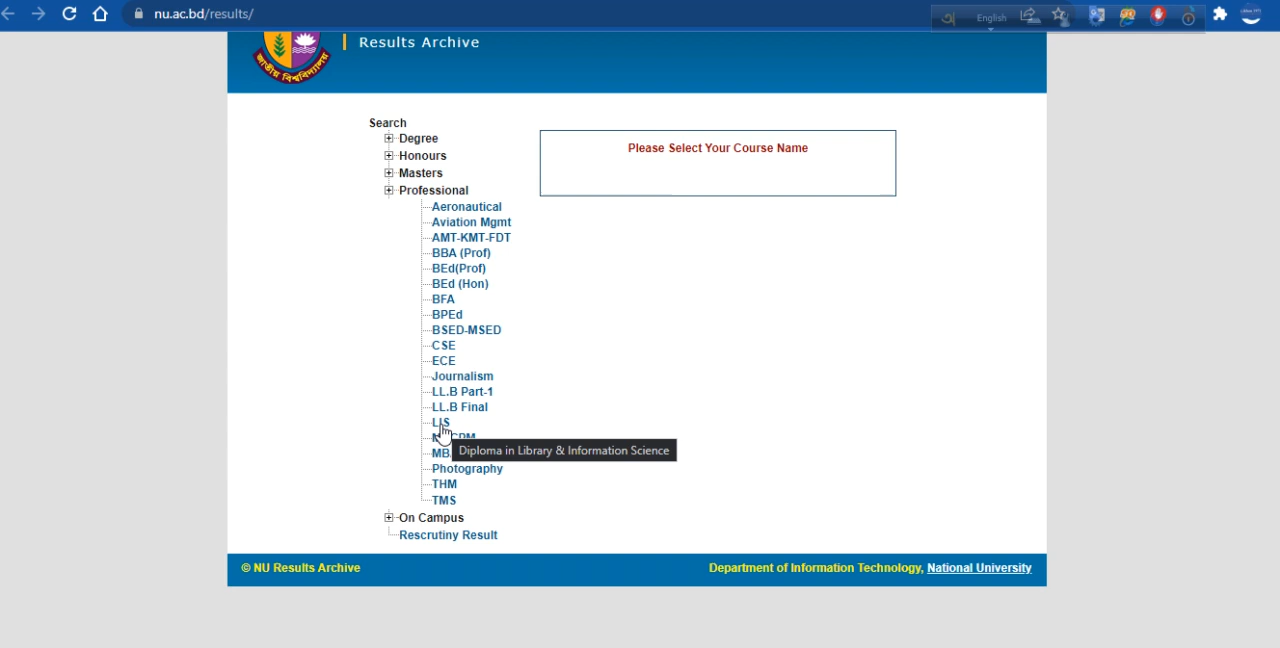 nu.ac.bd/results/
English
জাতীয় বিশ্ববিদ্যালয়
Results Archive
Search
Degree
Honours
Masters
Professional
Please Select Your Course Name
Aeronautical
Aviation Mgmt
AMT-KMT-FDT
BBA (Prof)
BEd(Prof)
BEd (Hon)
BFA
BPEd
BSED-MSED
CSE
ECE
Journalism
LL.B Part-1
LL.B Final
LIS
Diploma in Library & Information Science
Photography
THM
TMS
On Campus
Rescrutiny Result
© NU Results Archive
Department of Information Technology, National University